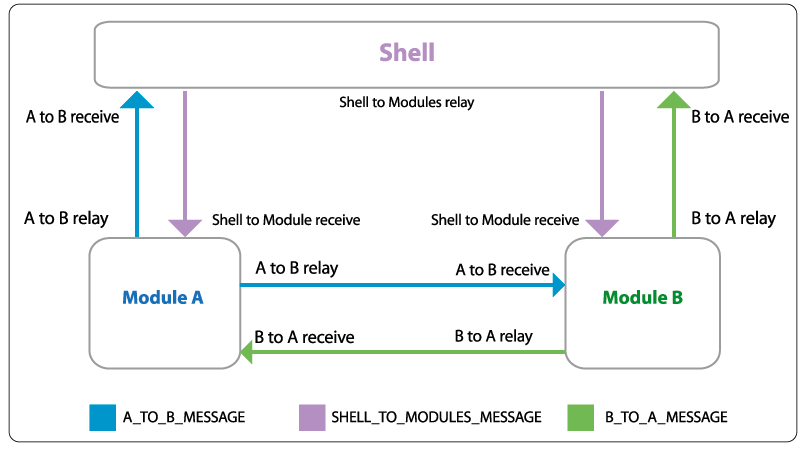 Shell
Shell to Modules relay
A to B receive
B to A receive
A to B relay
Shell to Module receive
Shell to Module receive
B to A relay
A to B relay
A to B receive
Module A
Module B
B to A receive
B to A relay
A_TO_B_MESSAGE
SHELL_TO_MODULES_MESSAGE
B_TO_A_MESSAGE